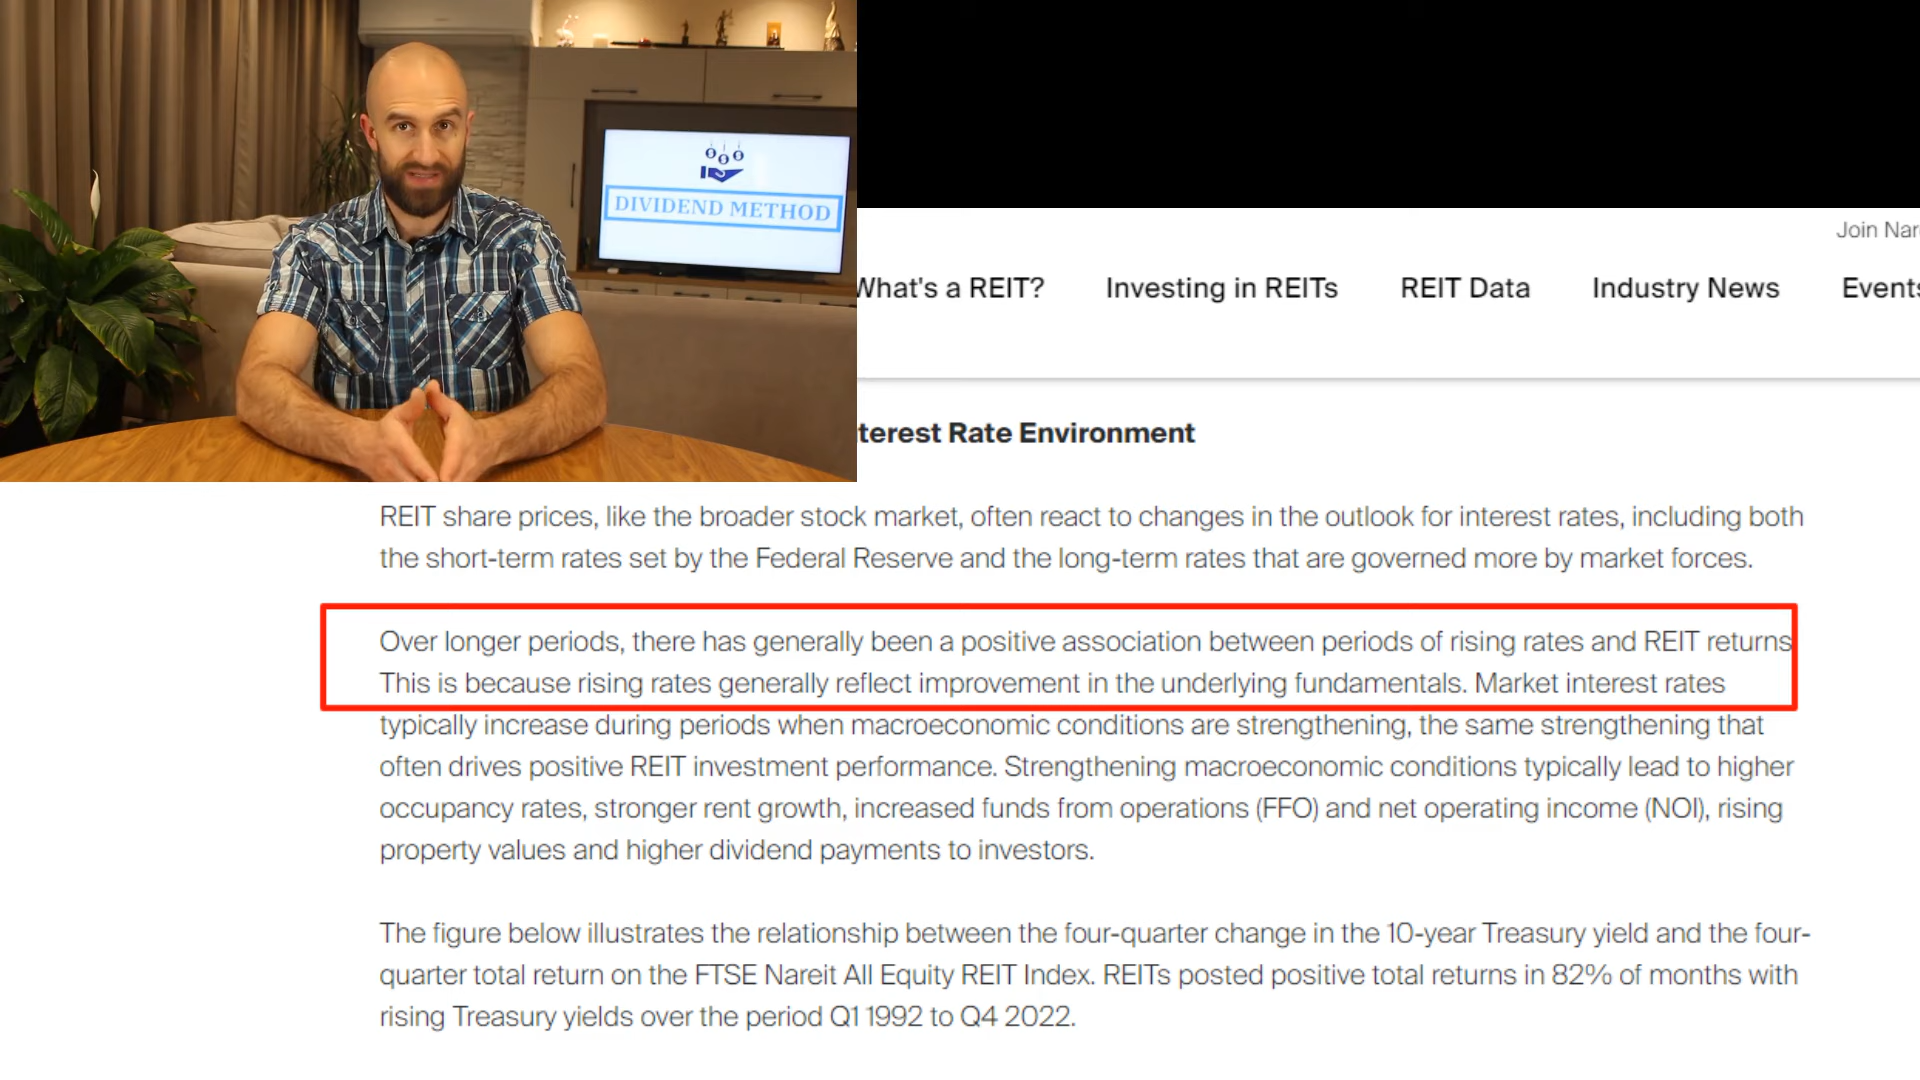 DIVIDEND METHOD
Join Nar
What's a REIT?
Investing in REITs
REIT Data
Industry News
Events
terest Rate Environment
REIT share prices, like the broader stock market, often react to changes in the outlook for interest rates, including both
the short-term rates set by the Federal Reserve and the long-term rates that are governed more by market forces.
Over longer periods, there has generally been a positive association between periods of rising rates and REIT returns
This is because rising rates generally reflect improvement in the underlying fundamentals. Market interest rates
typically increase during periods when macroeconomic conditions are strengthening, the same strengthening that
often drives positive REIT investment performance. Strengthening macroeconomic conditions typically lead to higher
occupancy rates, stronger rent growth, increased funds from operations (FFO) and net operating income (NOI), rising
property values and higher dividend payments to investors.
The figure below illustrates the relationship between the four-quarter change in the 10-year Treasury yield and the four-
quarter total return on the FTSE Nareit All Equity REIT Index. REITs posted positive total returns in 82% of months with
rising Treasury yields over the period Q1 1992 to Q4 2022.